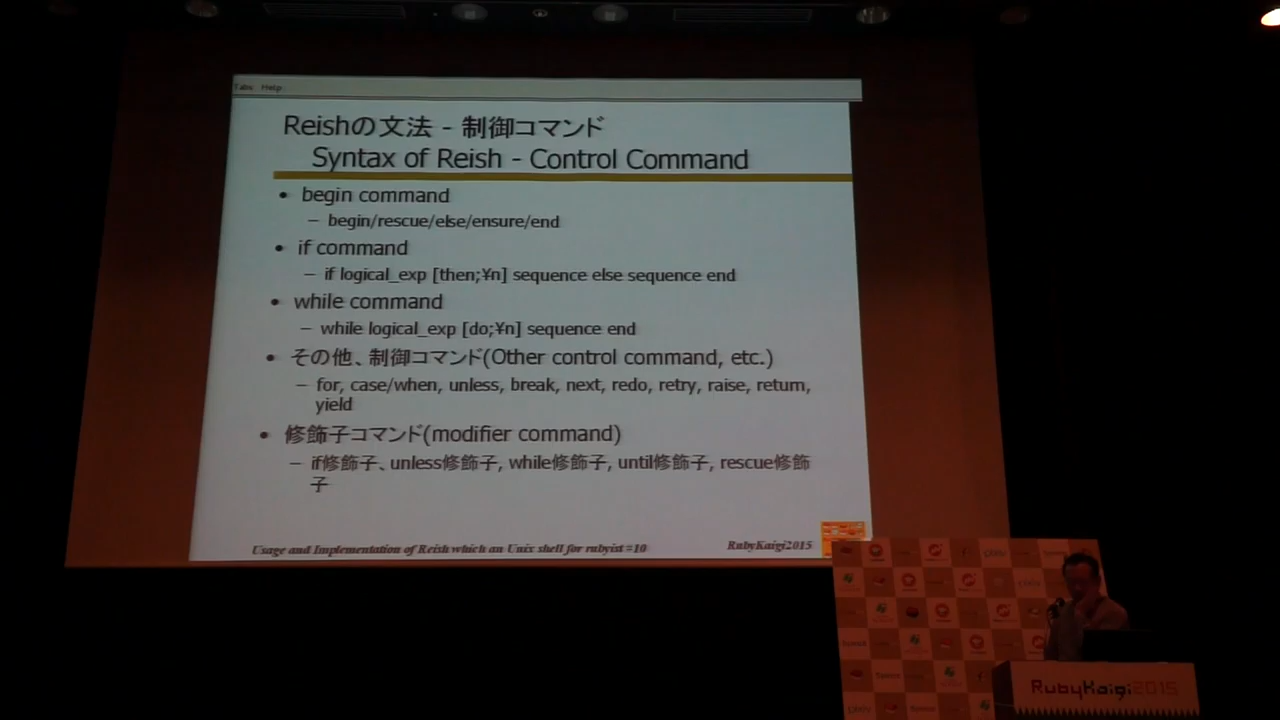 Tabs Help
Reishの文法 - 制御コマンド
Syntax of Reish - Control Command
• begin command
– begin/rescue/else/ensure/end
• if command
– if logical_exp [then;¥n] sequence else sequence end
• while command
– while logical_exp [do;¥n] sequence end
• その他、制御コマンド(Other control command, etc.)
– for, case/when, unless, break, next, redo, retry, raise, return,
yield
• 修飾子コマンド(modifier command)
– if修飾子、unless修飾子, while修飾子, until修飾子, rescue修飾
子
Usage and Implementation of Reish which an Unix shell for rubyist #10
RubyKaigi2015
RubyKaigi2015